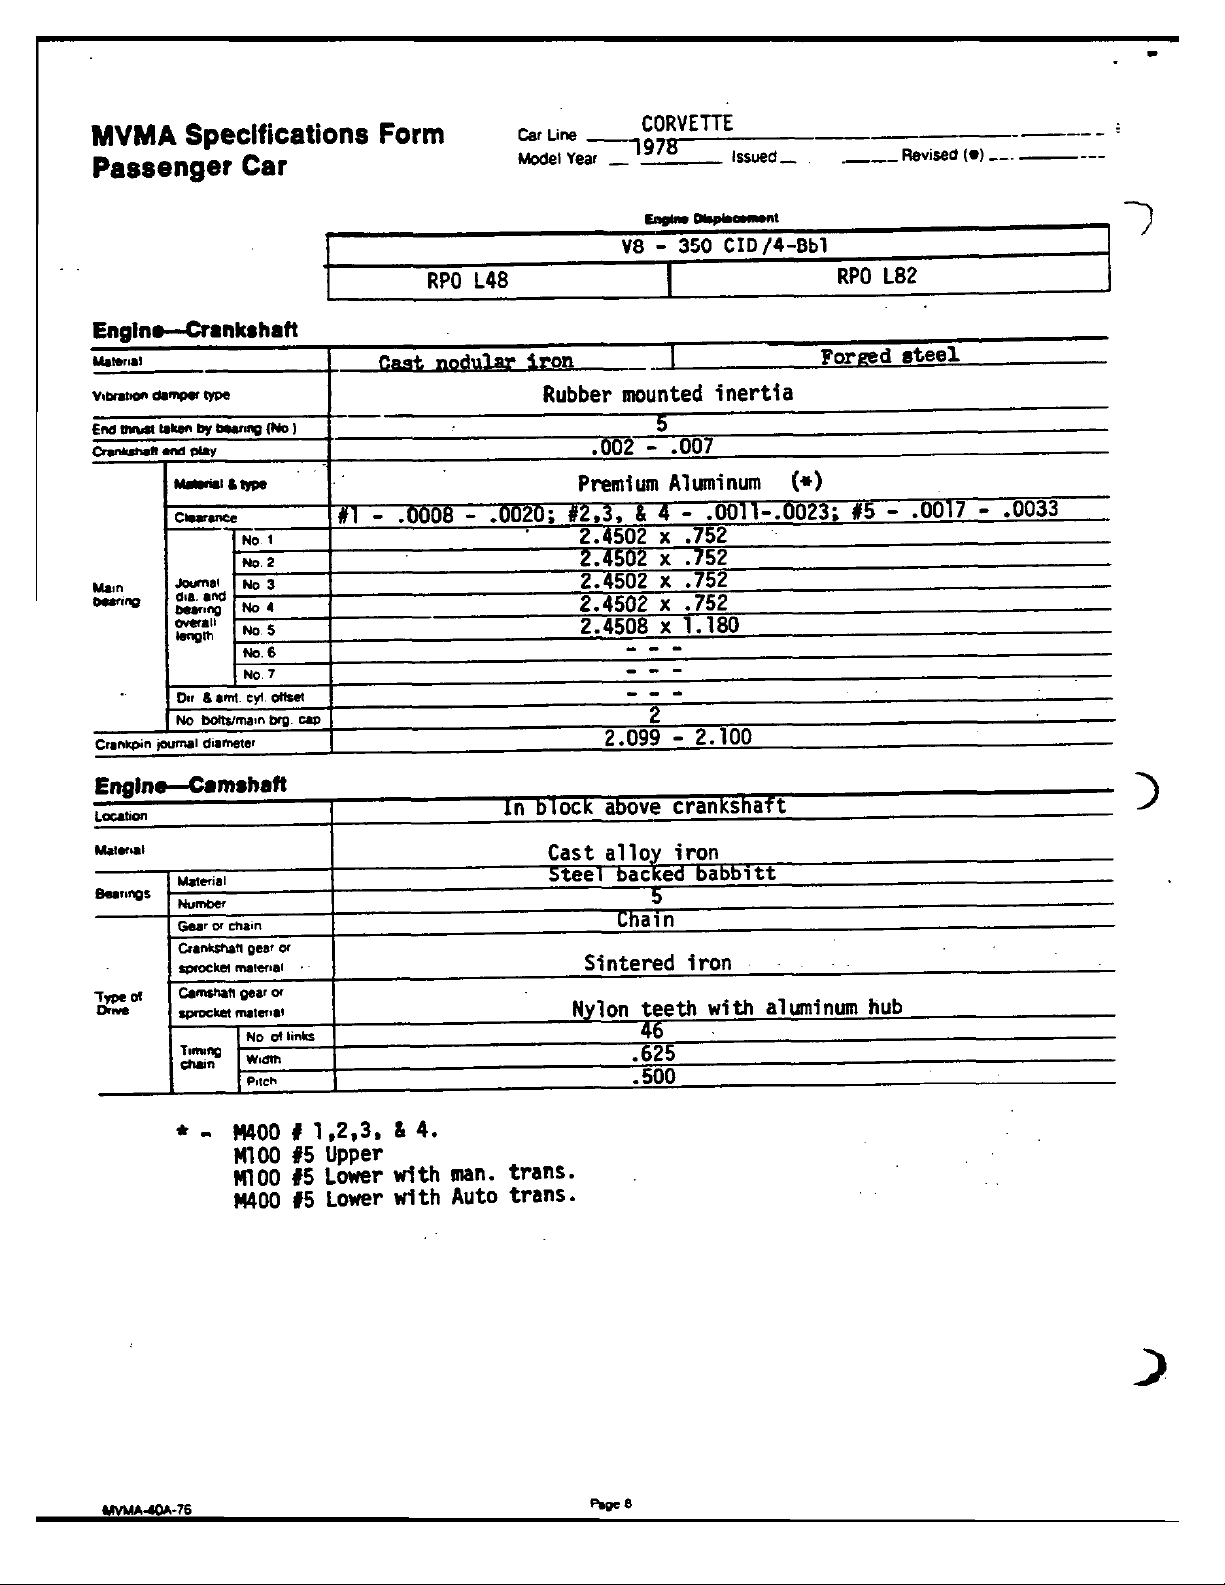 MVMA Specifications Form
Passenger Car
Car Line CORVETTE
Model Year 1978 Issued Revised (•)
Engine Displacement
V8 - 350 CID/4-Bbl
RPO L48 RPO L82
Engine—Crankshaft
Material Cast nodular iron Forged steel
Vibration damper type Rubber mounted inertia
End thrust taken by bearing (No) 5
Crankshaft end play .002 - .007
Main bearing
Material & type Premium Aluminum (*)
Clearance #1 - .0008 - .0020; #2,3, & 4 - .0011-.0023; #5 - .0017 - .0033
Journal dia. and bearing overall length
No. 1 2.4502 x .752
No. 2 2.4502 x .752
No 3 2.4502 x .752
No 4 2.4502 x .752
No. 5 2.4508 x 1.180
No. 6 - - -
No. 7 - - -
Dir & amt. cyl. offset - - -
No bolts/main brg. cap 2
Crankpin journal diameter 2.099 - 2.100
Engine—Camshaft
Location In block above crankshaft
Material Cast alloy iron
Bearings
Material Steel backed babbitt
Number 5
Type of Drive
Gear or chain Chain
Crankshaft gear or sprocket material Sintered iron
Camshaft gear or sprocket material Nylon teeth with aluminum hub
Timing chain
No of links 46
Width .625
Pitch .500
* - M400 # 1,2,3, & 4.
M100 #5 Upper
M100 #5 Lower with man. trans.
M400 #5 Lower with Auto trans.
MVMA-40A-76
Page 8